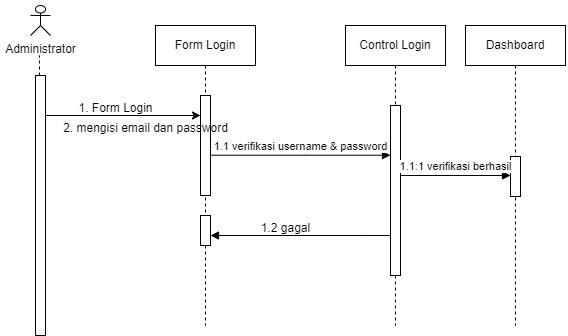 Administrator
Form Login
Control Login
Dashboard
1. Form Login
2. mengisi email dan password
1.1 verifikasi username & password
1.1:1 verifikasi berhasil
1.2 gagal